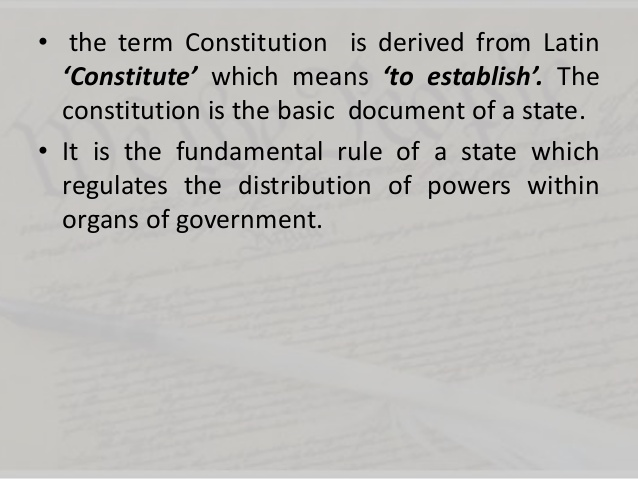 • the term Constitution is derived from Latin
‘Constitute’ which means ‘to establish’. The
constitution is the basic document of a state.
• It is the fundamental rule of a state which
regulates the distribution of powers within
organs of government.